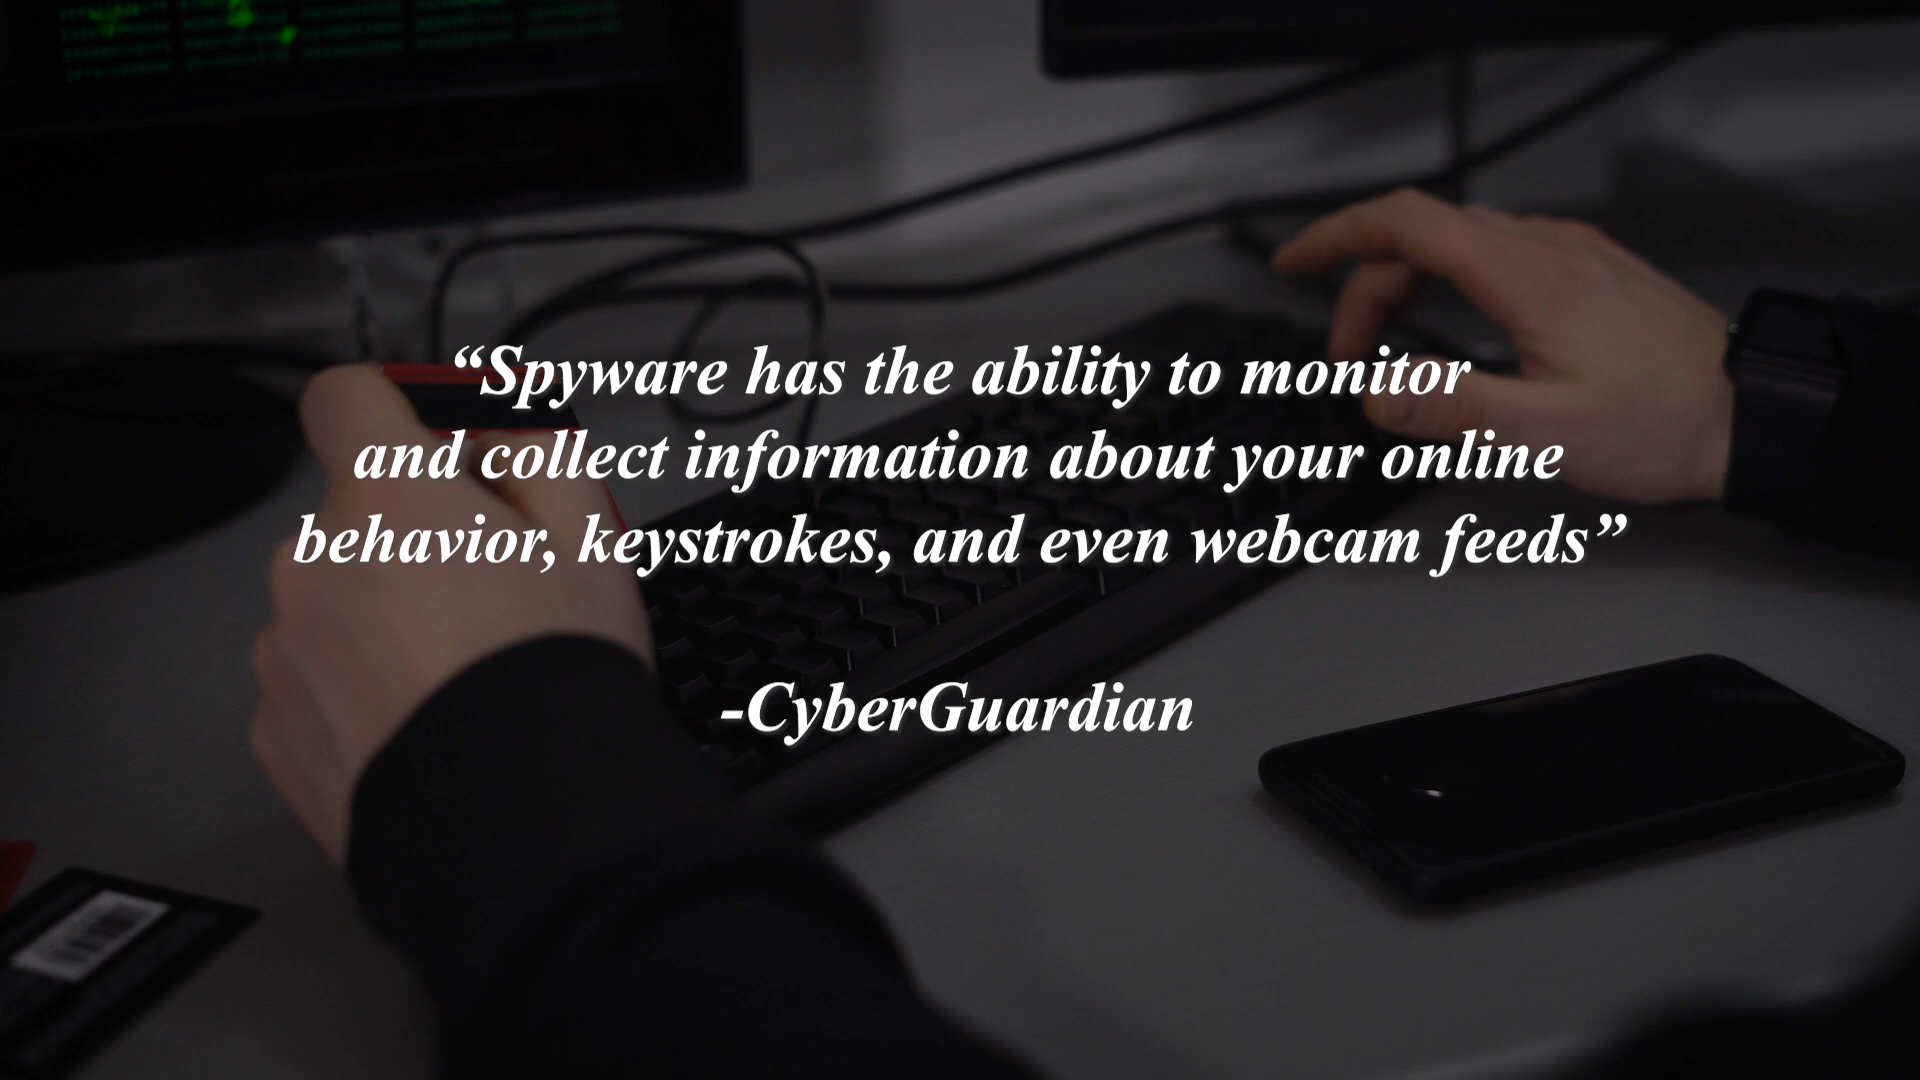 “Spyware has the ability to monitor
and collect information about your online
behavior, keystrokes, and even webcam feeds”
-CyberGuardian